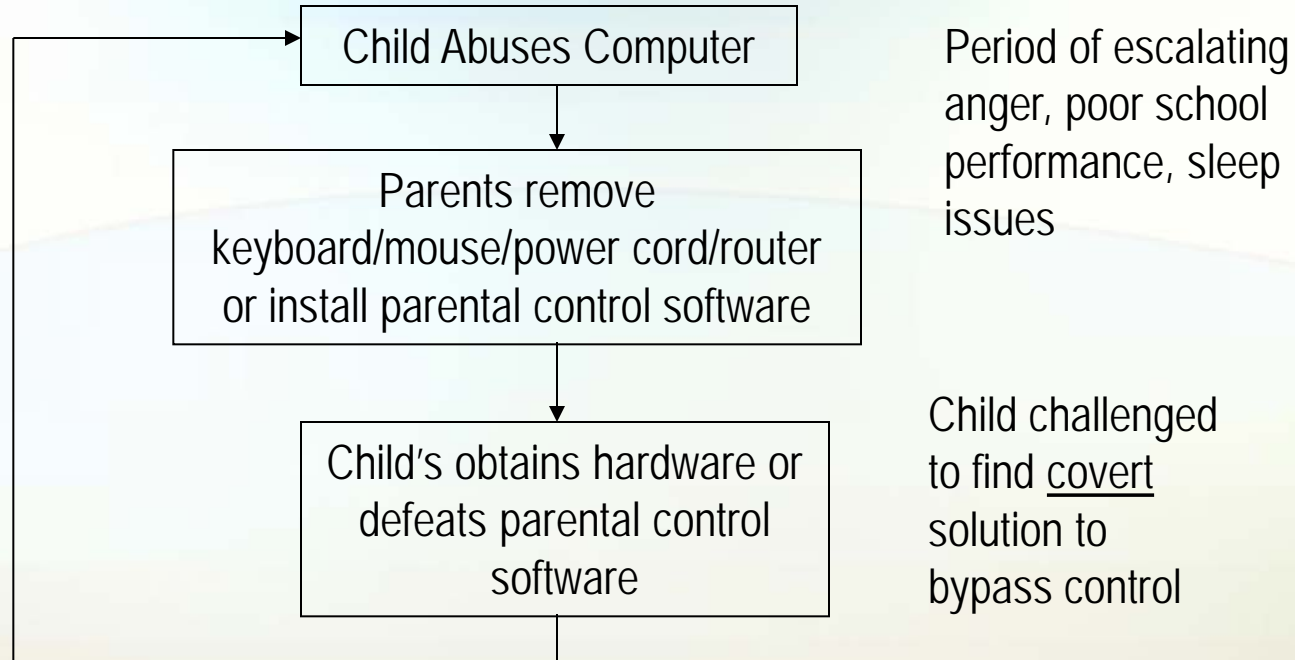 Child Abuses Computer
Period of escalating
anger, poor school
performance, sleep
issues
Parents remove
keyboard/mouse/power cord/router
or install parental control software
Child's obtains hardware or
defeats parental control
software
Child challenged
to find covert
solution to
bypass control